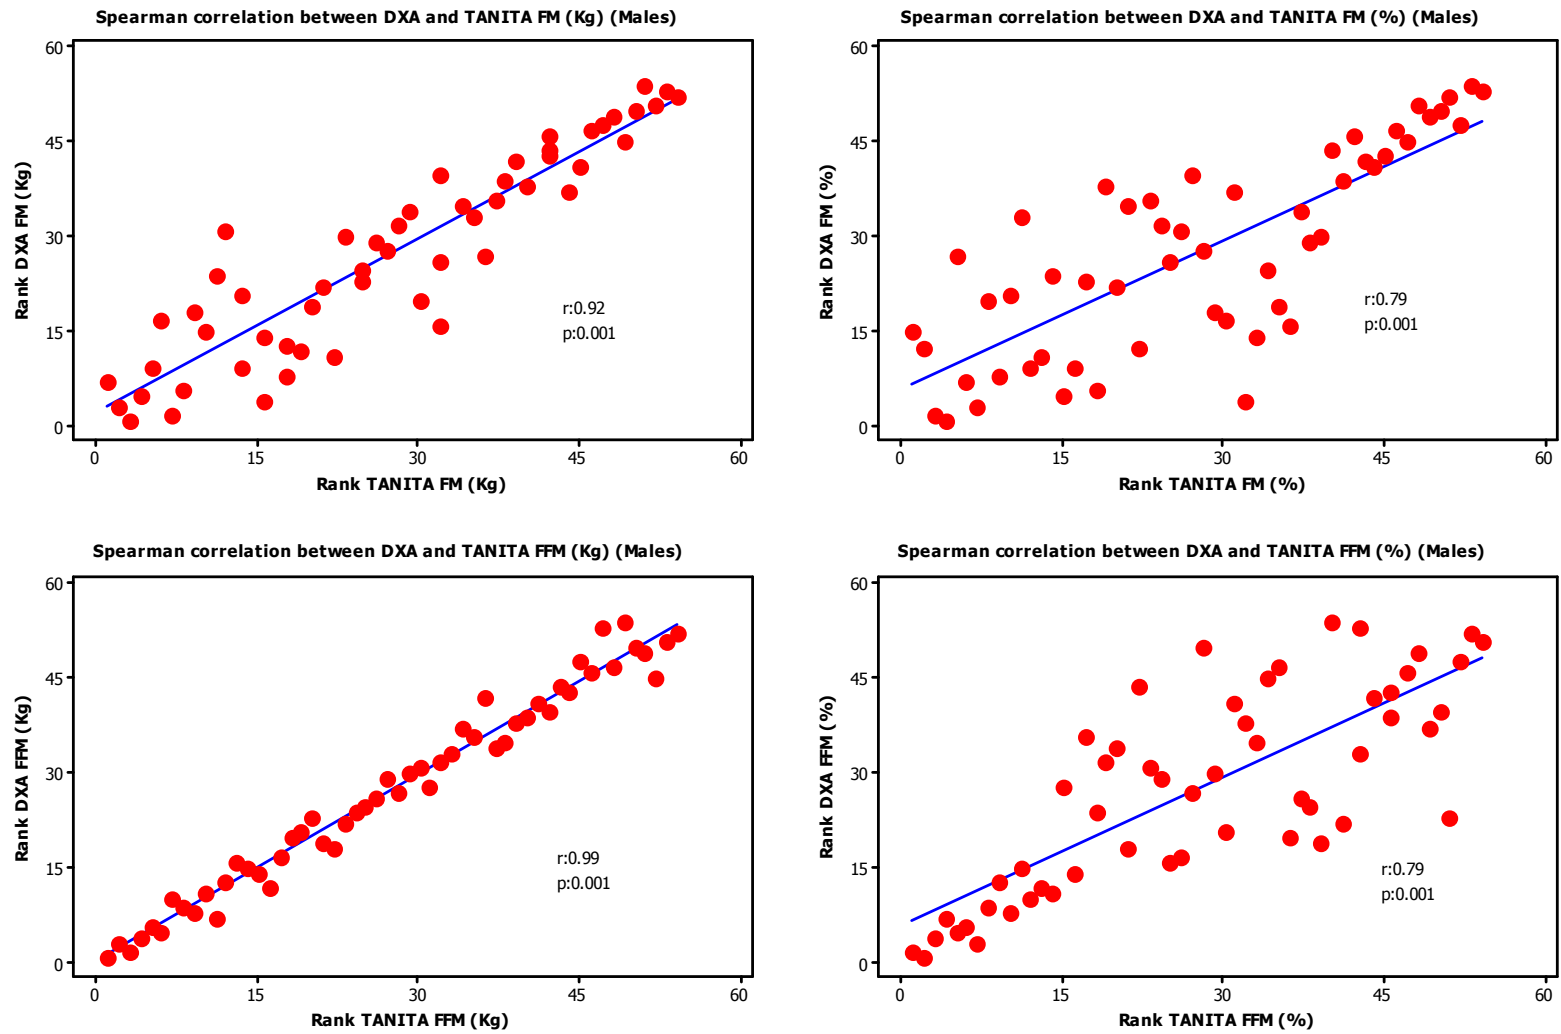 Spearman correlation between DXA and TANITA FM (Kg) (Males)
60
45
30
15
0
Rank DXA FM (Kg)
r:0.92
p:0.001
0 15 30 45 60
Rank TANITA FM (Kg)
Spearman correlation between DXA and TANITA FM (%) (Males)
60
45
30
15
0
Rank DXA FM (%)
r:0.79
p:0.001
0 15 30 45 60
Rank TANITA FM (%)
Spearman correlation between DXA and TANITA FFM (Kg) (Males)
60
45
30
15
0
Rank DXA FFM (Kg)
r:0.99
p:0.001
0 15 30 45 60
Rank TANITA FFM (Kg)
Spearman correlation between DXA and TANITA FFM (%) (Males)
60
45
30
15
0
Rank DXA FFM (%)
r:0.79
p:0.001
0 15 30 45 60
Rank TANITA FFM (%)